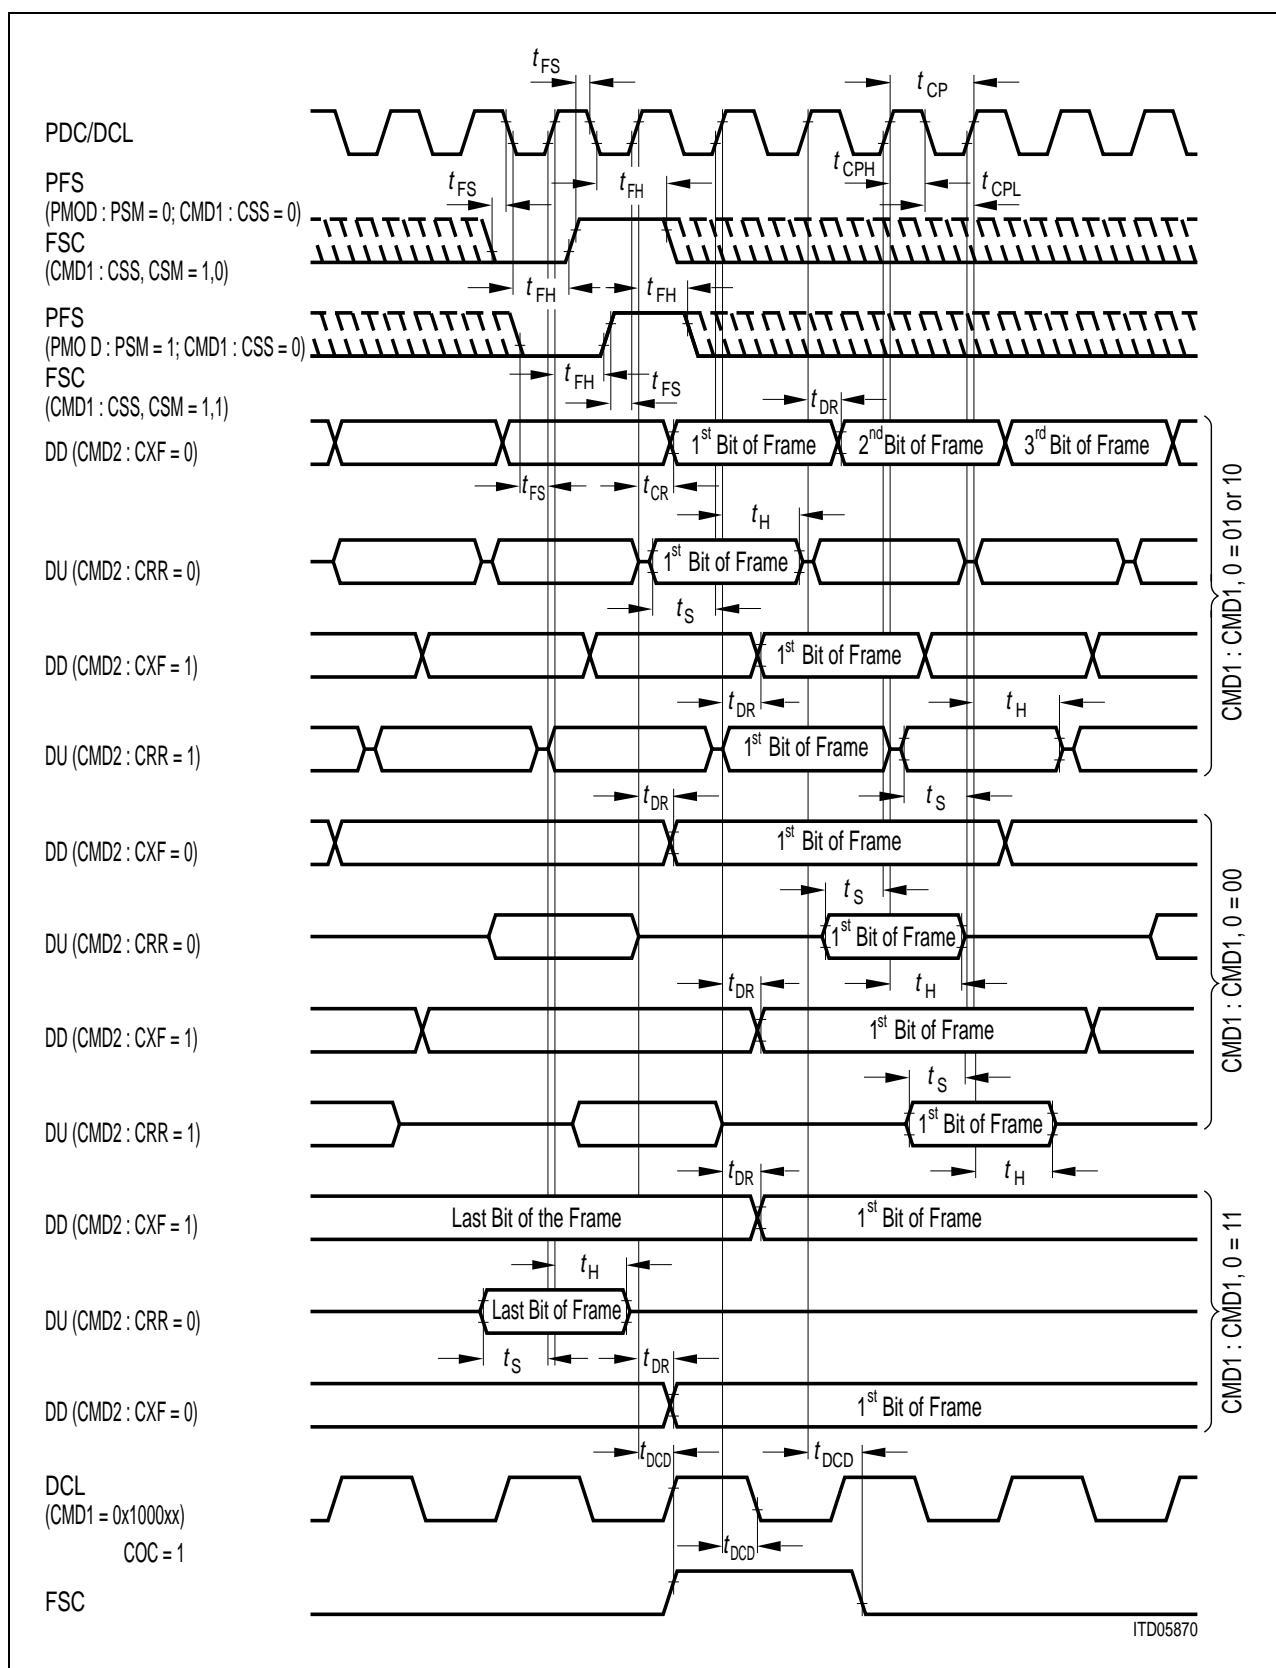 tFS
tCP
PDC/DCL
tCPH
PFS
tFS
tFH
tCPL
(PMOD : PSM = 0; CMD1 : CSS = 0)
FSC
(CMD1 : CSS, CSM = 1,0)
tFH
tFH
PFS
(PMO D : PSM = 1; CMD1 : CSS = 0)
FSC
tFH
tFS
(CMD1 : CSS, CSM = 1,1)
tDR
DD (CMD2 : CXF = 0)
1st Bit of Frame
2nd Bit of Frame
3rd Bit of Frame
tFS
tCR
tH
DU (CMD2 : CRR = 0)
1st Bit of Frame
tS
DD (CMD2 : CXF = 1)
1st Bit of Frame
tDR
tH
DU (CMD2 : CRR = 1)
1st Bit of Frame
tDR
tS
CMD1 : CMD1, 0 = 01 or 10
DD (CMD2 : CXF = 0)
1st Bit of Frame
tS
DU (CMD2 : CRR = 0)
1st Bit of Frame
tDR
tH
DD (CMD2 : CXF = 1)
1st Bit of Frame
tS
DU (CMD2 : CRR = 1)
1st Bit of Frame
tDR
tH
CMD1 : CMD1, 0 = 00
DD (CMD2 : CXF = 1)
Last Bit of the Frame
1st Bit of Frame
tH
DU (CMD2 : CRR = 0)
Last Bit of Frame
tS
tDR
DD (CMD2 : CXF = 0)
1st Bit of Frame
CMD1 : CMD1, 0 = 11
tDCD
tDCD
DCL
(CMD1 = 0x1000xx)
COC = 1
tDCD
FSC
ITD05870